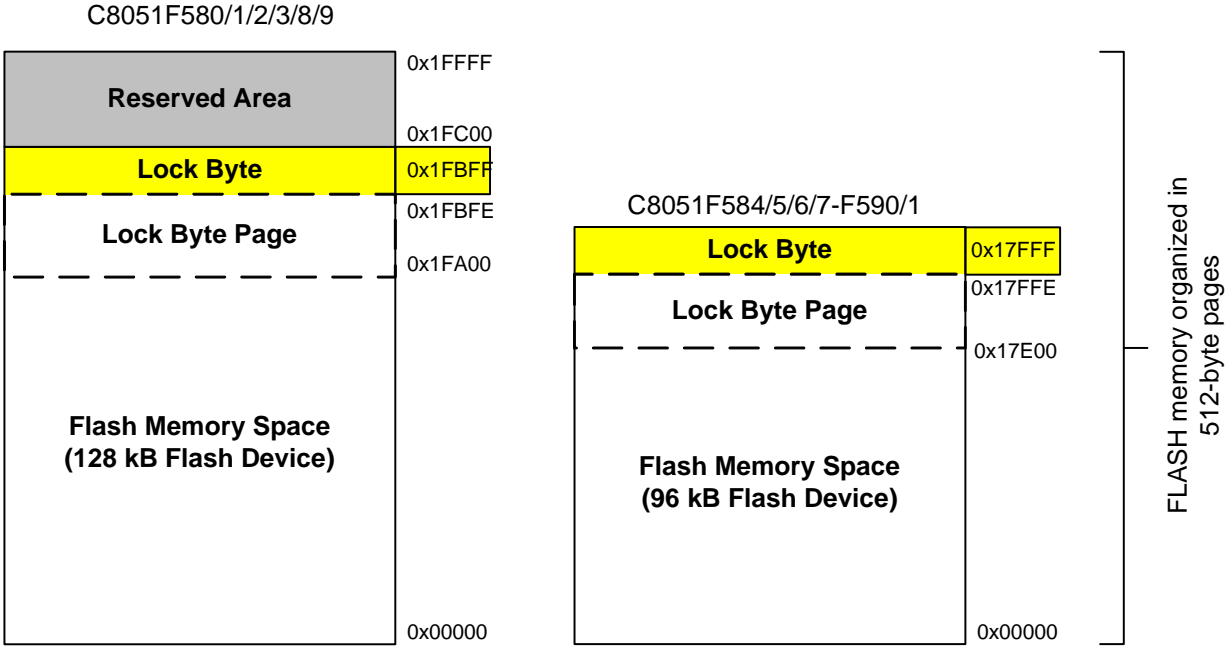 C8051F580/1/2/3/8/9
0x1FFFF
Reserved Area
0x1FC00
Lock Byte
0x1FBFF
0x1FBFE
Lock Byte Page
0x1FA00
Flash Memory Space
(128 kB Flash Device)
0x00000
C8051F584/5/6/7-F590/1
Lock Byte
0x17FFF
0x17FFE
Lock Byte Page
0x17E00
Flash Memory Space
(96 kB Flash Device)
0x00000
FLASH memory organized in
512-byte pages